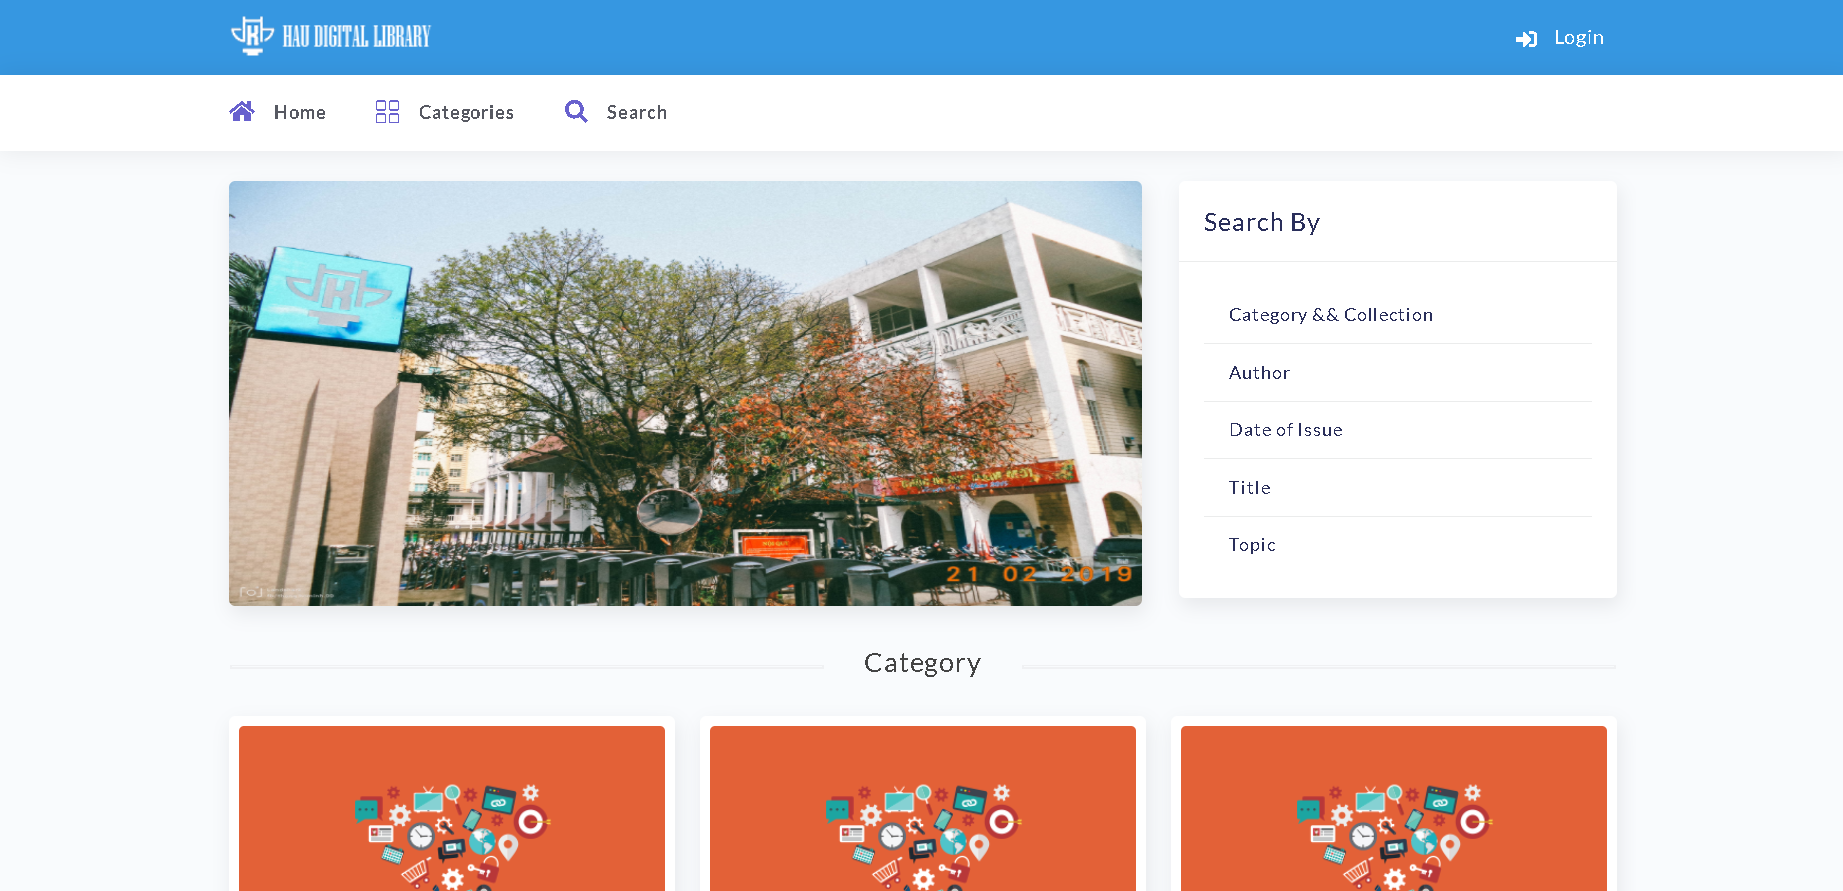 HAU DIGITAL LIBRARY
Login
Home
Categories
Search
21 02 2019
Search By
Category && Collection
Author
Date of Issue
Title
Topic
Category